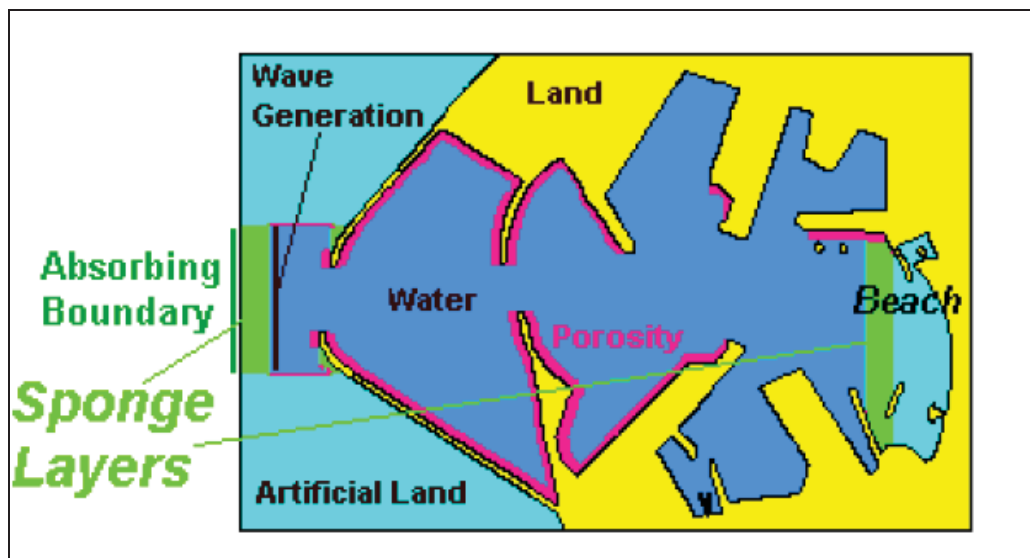 Wave
Generation
Land
Absorbing
Boundary
Water
Beach
Porosity
Sponge
Layers
Artificial Land